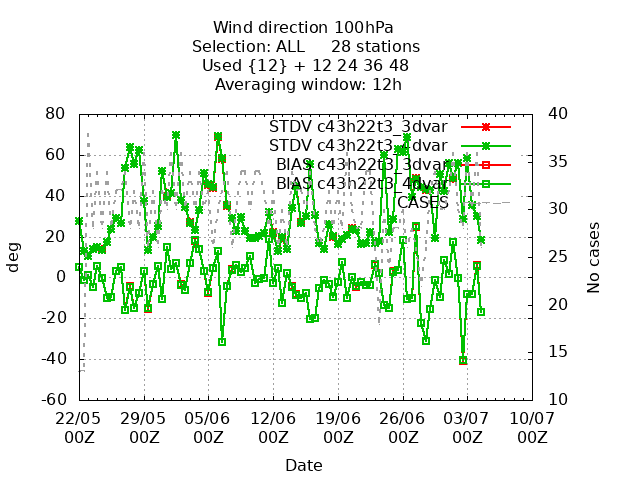 Wind direction 100hPa
Selection: ALL 28 stations
Used {12} + 12 24 36 48
Averaging window: 12h
80
60
40
20
0
-20
-40
-60
deg
40
35
30
25
20
15
10
No cases
STDV c43h22t3_3dvar
STDV c43h22t3_4dvar
BIAS c43h22t3_3dvar
BIAS c43h22t3_4dvar
CASES
22/05 29/05 05/06 12/06 19/06 26/06 03/07 10/07
00Z 00Z 00Z 00Z 00Z 00Z 00Z 00Z
Date